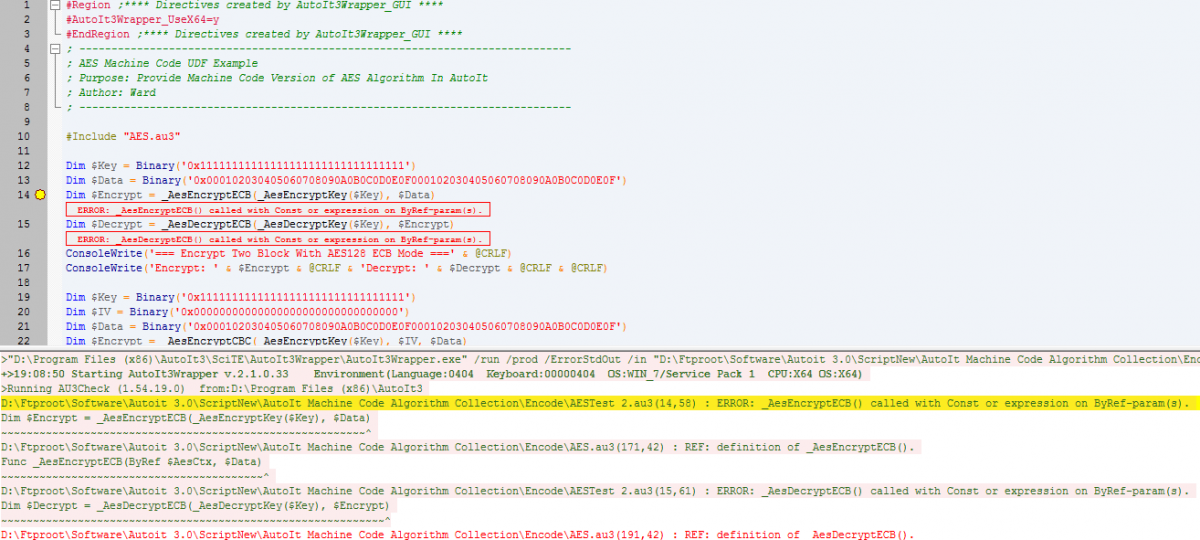 1 #Region ;**** Directives created by AutoIt3Wrapper_GUI ****
2 #AutoIt3Wrapper_UseX64=y
3 #EndRegion ;**** Directives created by AutoIt3Wrapper_GUI ****
4 ; ----------------------------------------------------------------------------
5 ; AES Machine Code UDF Example
6 ; Purpose: Provide Machine Code Version of AES Algorithm In AutoIt
7 ; Author: Ward
8 ; ----------------------------------------------------------------------------
9
10 #Include "AES.au3"
11
12 Dim $Key = Binary('0x11111111111111111111111111111111')
13 Dim $Data = Binary('0x000102030405060708090A0B0C0D0E0F000102030405060708090A0B0C0D0E0F')
14 Dim $Encrypt = _AesEncryptECB(_AesEncryptKey($Key), $Data)
ERROR: _AesEncryptECB() called with Const or expression on ByRef-param(s).
15 Dim $Decrypt = _AesDecryptECB(_AesDecryptKey($Key), $Encrypt)
ERROR: _AesDecryptECB() called with Const or expression on ByRef-param(s).
16 ConsoleWrite('=== Encrypt Two Block With AES128 ECB Mode ===' & @CRLF)
17 ConsoleWrite('Encrypt: ' & $Encrypt & @CRLF & 'Decrypt: ' & $Decrypt & @CRLF & @CRLF)
18
19 Dim $Key = Binary('0x11111111111111111111111111111111')
20 Dim $IV = Binary('0x00000000000000000000000000000000')
21 Dim $Data = Binary('0x000102030405060708090A0B0C0D0E0F000102030405060708090A0B0C0D0E0F')
22 Dim $Encrypt = _AesEncryptCBC(_AesEncryptKey($Key), $IV, $Data)
>"D:\Program Files (x86)\AutoIt3\SciTE\AutoIt3Wrapper\AutoIt3Wrapper.exe" /run /prod /ErrorStdOut /in "D:\Ftproot\Software\Autoit 3.0\ScriptNew\AutoIt Machine Code Algorithm Collection\Enc
+>19:08:50 Starting AutoIt3Wrapper v.2.1.0.33 Environment(Language:0404 Keyboard:00000404 OS:WIN_7/Service Pack 1 CPU:X64 OS:X64)
>Running AU3Check (1.54.19.0) from:D:\Program Files (x86)\AutoIt3
D:\Ftproot\Software\Autoit 3.0\ScriptNew\AutoIt Machine Code Algorithm Collection\Encode\AESTest 2.au3(14,58) : ERROR: _AesEncryptECB() called with Const or expression on ByRef-param(s).
Dim $Encrypt = _AesEncryptECB(_AesEncryptKey($Key), $Data)
~~~~~~~~~~~~~~~~~~~~~~~~~~~~~~~~~~~~~~~~~~~~~~~~~~~~~~~~~^
D:\Ftproot\Software\Autoit 3.0\ScriptNew\AutoIt Machine Code Algorithm Collection\Encode\AES.au3(171,42) : REF: definition of _AesEncryptECB().
Func _AesEncryptECB(ByRef $AesCtx, $Data)
~~~~~~~~~~~~~~~~~~~~~~~~~~~~~~~~~~~~~~~~~^
D:\Ftproot\Software\Autoit 3.0\ScriptNew\AutoIt Machine Code Algorithm Collection\Encode\AESTest 2.au3(15,61) : ERROR: _AesDecryptECB() called with Const or expression on ByRef-param(s).
Dim $Decrypt = _AesDecryptECB(_AesDecryptKey($Key), $Encrypt)
~~~~~~~~~~~~~~~~~~~~~~~~~~~~~~~~~~~~~~~~~~~~~~~~~~~~~~~~~~~~^
D:\Ftproot\Software\Autoit 3.0\ScriptNew\AutoIt Machine Code Algorithm Collection\Encode\AES.au3(191,42) : REF: definition of _AesDecryptECB().